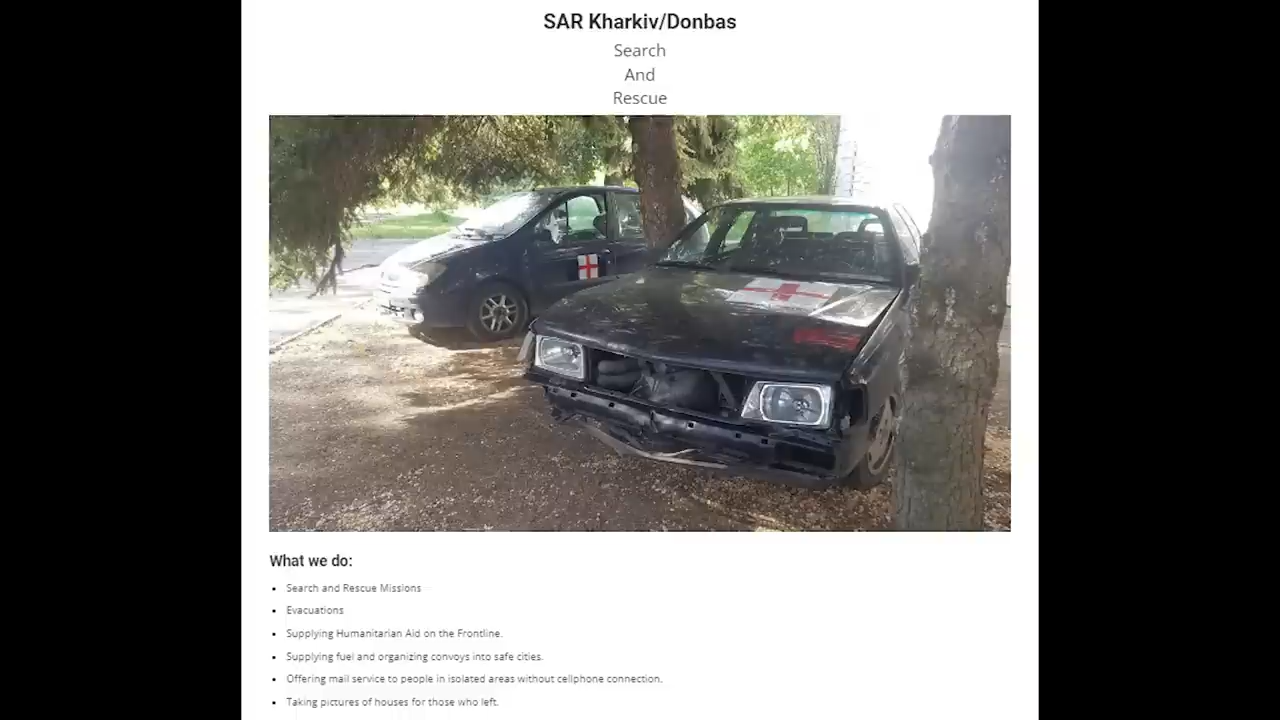 SAR Kharkiv/Donbas
Search
And
Rescue
What we do:
Search and Rescue Missions
Evacuations
Supplying Humanitarian Aid on the Frontline.
Supplying fuel and organizing convoys into safe cities.
Offering mail service to people in isolated areas without cellphone connection.
Taking pictures of houses for those who left.